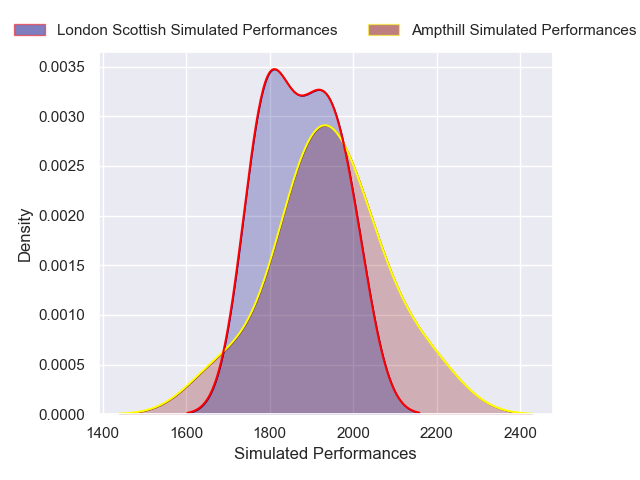 London Scottish Simulated Performances
Ampthill Simulated Performances
0.0035
0.0030
0.0025
0.0020
0.0015
0.0010
0.0005
0.0000
Density
1400 1600 1800 2000 2200 2400
Simulated Performances